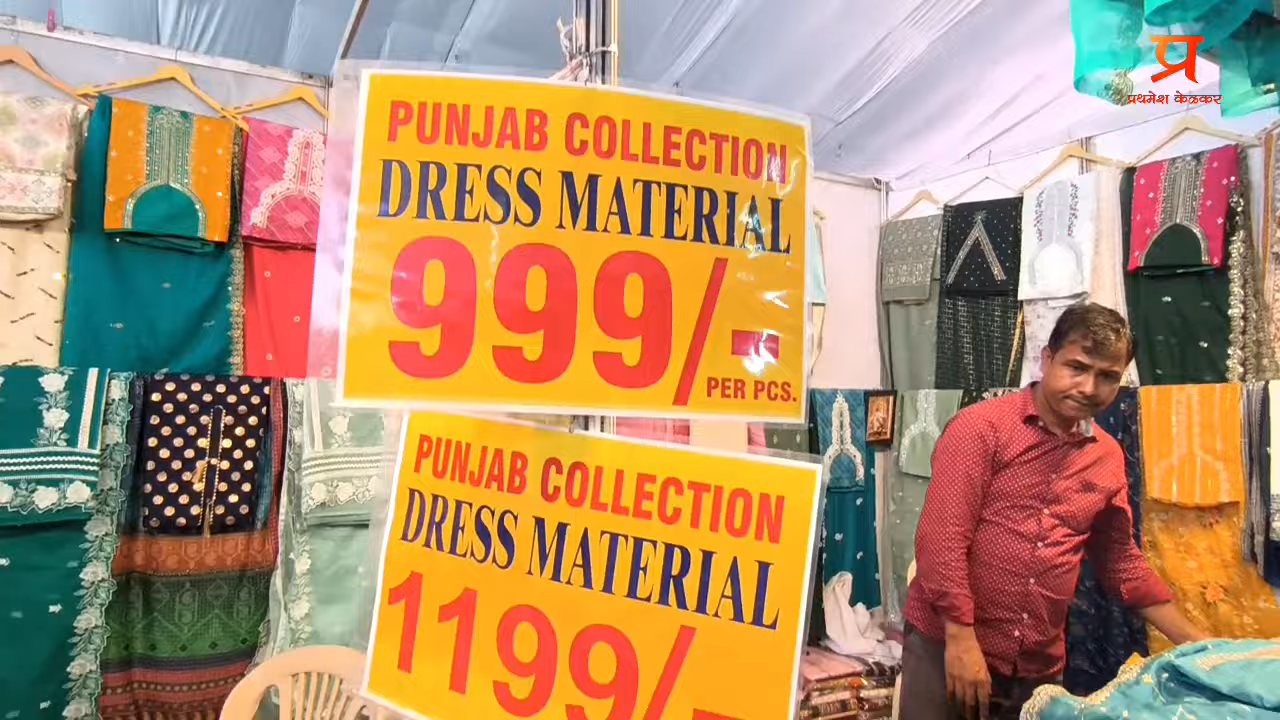 प्र
प्रथमेश केळकर
PUNJAB COLLECTION
DRESS MATERIAL
999/-
PER PCS.
PUNJAB COLLECTION
DRESS MATERIAL
1199/-